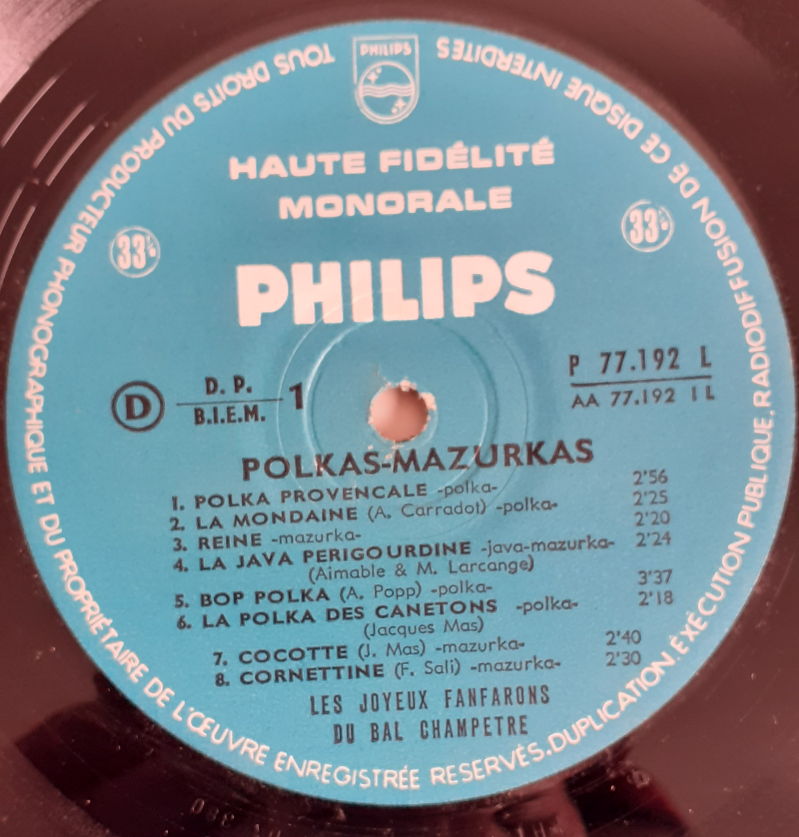 PHILIPS
TOUS DROITS DU PRODUCTEUR PHONOGRAPHIQUE ET DU PROPRIÉTAIRE DE L'ŒUVRE ENREGISTRÉE RESERVÉS. DUPLICATION. ÉXÈCUTION PUBLIQUE. RADIODIFFUSION DE CE DISQUE INTERDITES
HAUTE FIDÉLITÉ
MONORALE
33⅓ 33⅓
PHILIPS
D D. P. 1
B.I.E.M.
P 77.192 L
AA 77.192 1 L
POLKAS-MAZURKAS
1. POLKA PROVENCALE -polka- 2'56
2. LA MONDAINE (A. Carradot) -polka- 2'25
3. REINE -mazurka- 2'20
4. LA JAVA PERIGOURDINE -java-mazurka- 2'24
(Aimable & M. Larcange)
5. BOP POLKA (A. Popp) -polka- 3'37
6. LA POLKA DES CANETONS -polka- 2'18
(Jacques Mas)
7. COCOTTE (J. Mas) -mazurka- 2'40
8. CORNETTINE (F. Sali) -mazurka- 2'30
LES JOYEUX FANFARONS
DU BAL CHAMPETRE